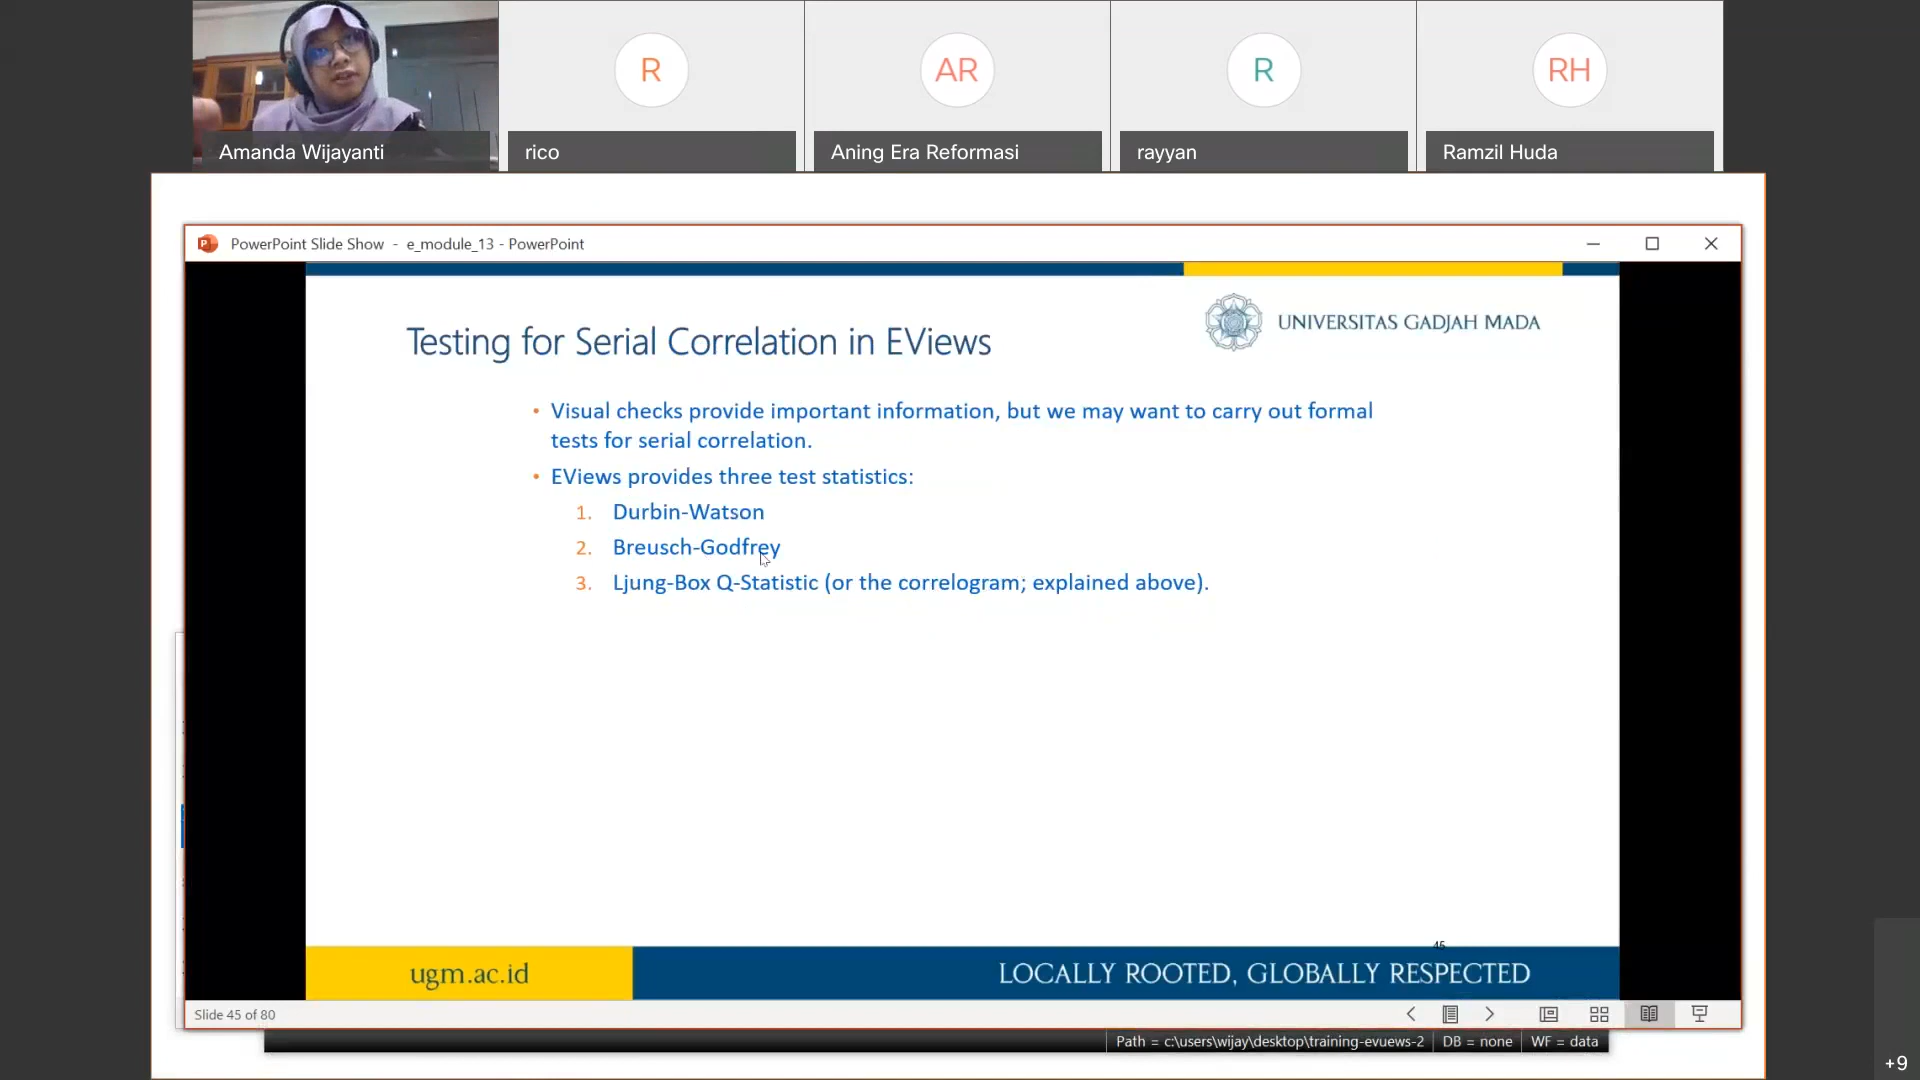 R
AR
R
RH
Amanda Wijayanti
rico
Aning Era Reformasi
rayyan
Ramzil Huda
P
PowerPoint Slide Show - e_module_13 - PowerPoint
UNIVERSITAS GADJAH MADA
Testing for Serial Correlation in EViews
• Visual checks provide important information, but we may want to carry out formal
tests for serial correlation.
• EViews provides three test statistics:
1. Durbin-Watson
2. Breusch-Godfrey
3. Ljung-Box Q-Statistic (or the correlogram; explained above).
45
ugm.ac.id
LOCALLY ROOTED, GLOBALLY RESPECTED
Slide 45 of 80
Path = c:\users\wijay\desktop\training-evuews-2 DB = none WF = data
+9